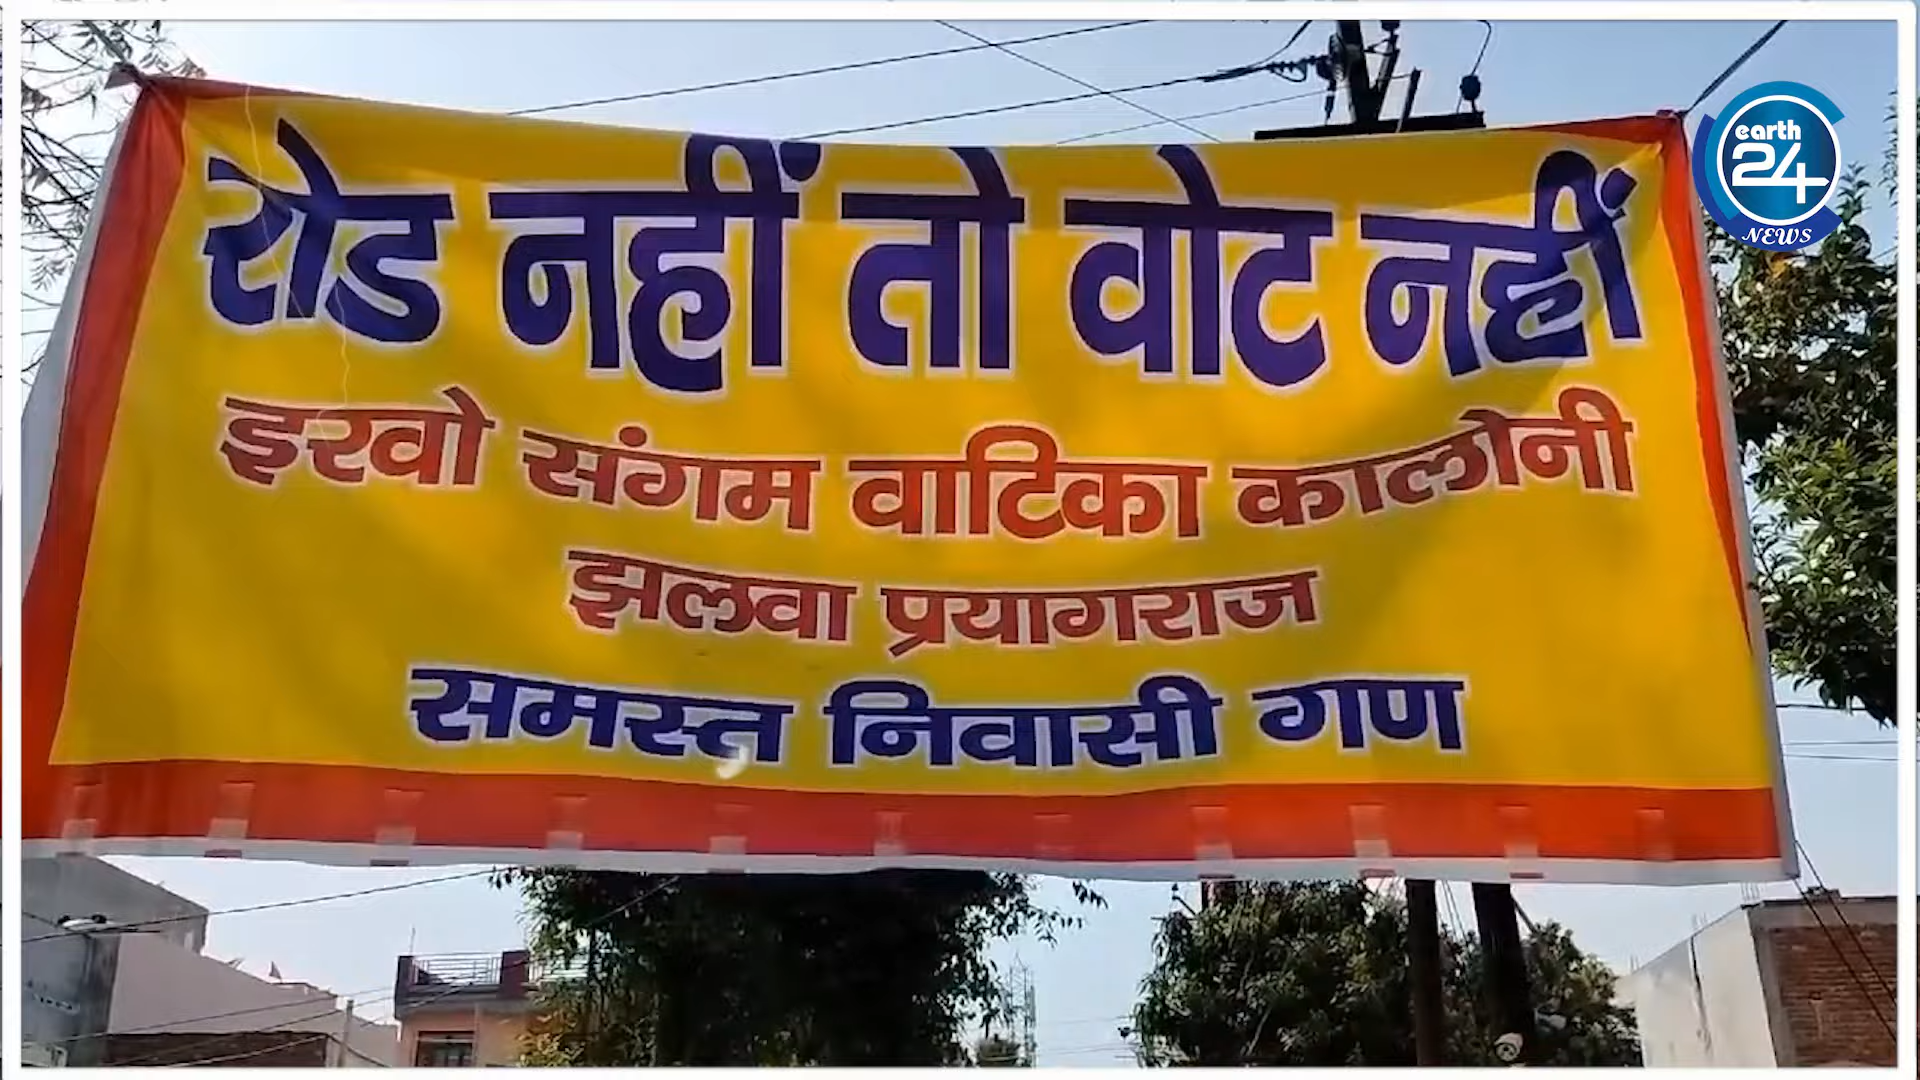 रोड नहीं तो वोट नहीं
इरवो संगम वाटिका कालोनी
झलवा प्रयागराज
समस्त निवासी गण
earth
24
NEWS